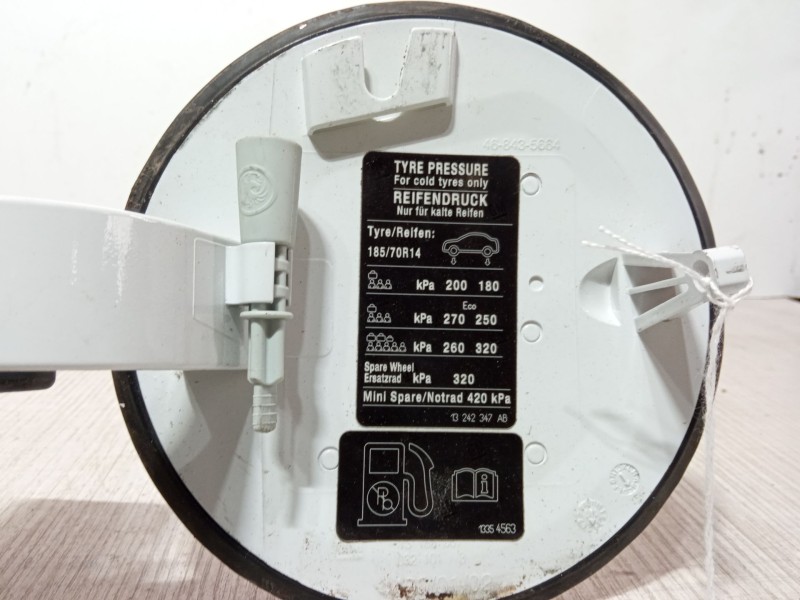 46-843-5664
TYRE PRESSURE
For cold tyres only
REIFENDRUCK
Nur für kalte Reifen
Tyre/Reifen:
185/70R14
kPa 200 180
Eco
kPa 270 250
kPa 260 320
Spare Wheel
Ersatzrad kPa 320
Mini Spare/Notrad 420 kPa
13 242 347 AB
Pb
1335 4563